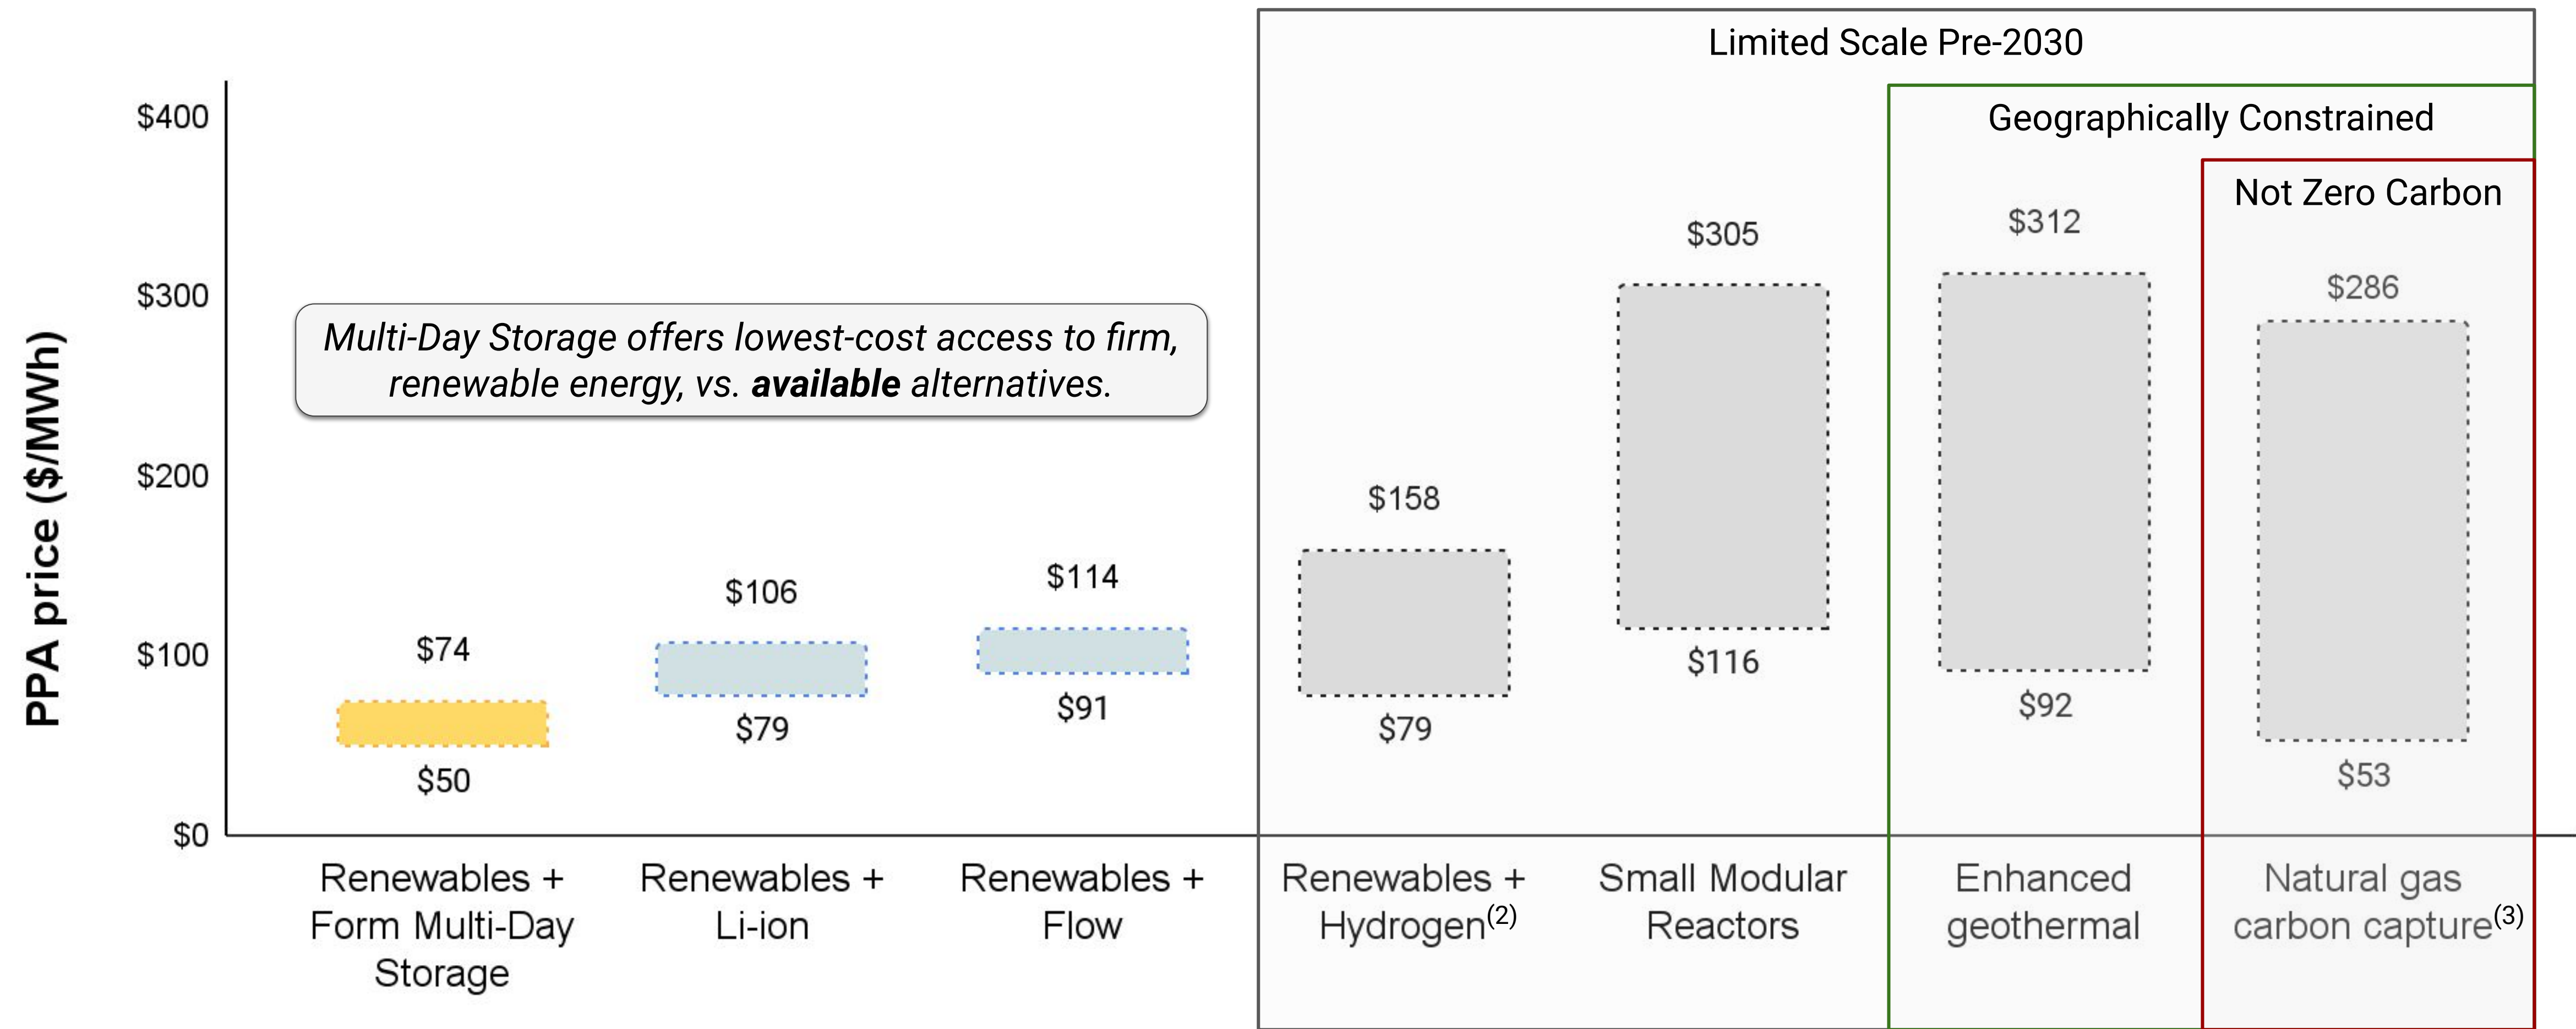 Limited Scale Pre-2030
Geographically Constrained
Not Zero Carbon
PPA price ($/MWh)
$400
$300
$200
$100
$0
Multi-Day Storage offers lowest-cost access to firm,
renewable energy, vs. available alternatives.
$74
$50
$106
$79
$114
$91
$158
$79
$305
$116
$312
$92
$286
$53
Renewables +
Form Multi-Day
Storage
Renewables +
Li-ion
Renewables +
Flow
Renewables +
Hydrogen(2)
Small Modular
Reactors
Enhanced
geothermal
Natural gas
carbon capture(3)